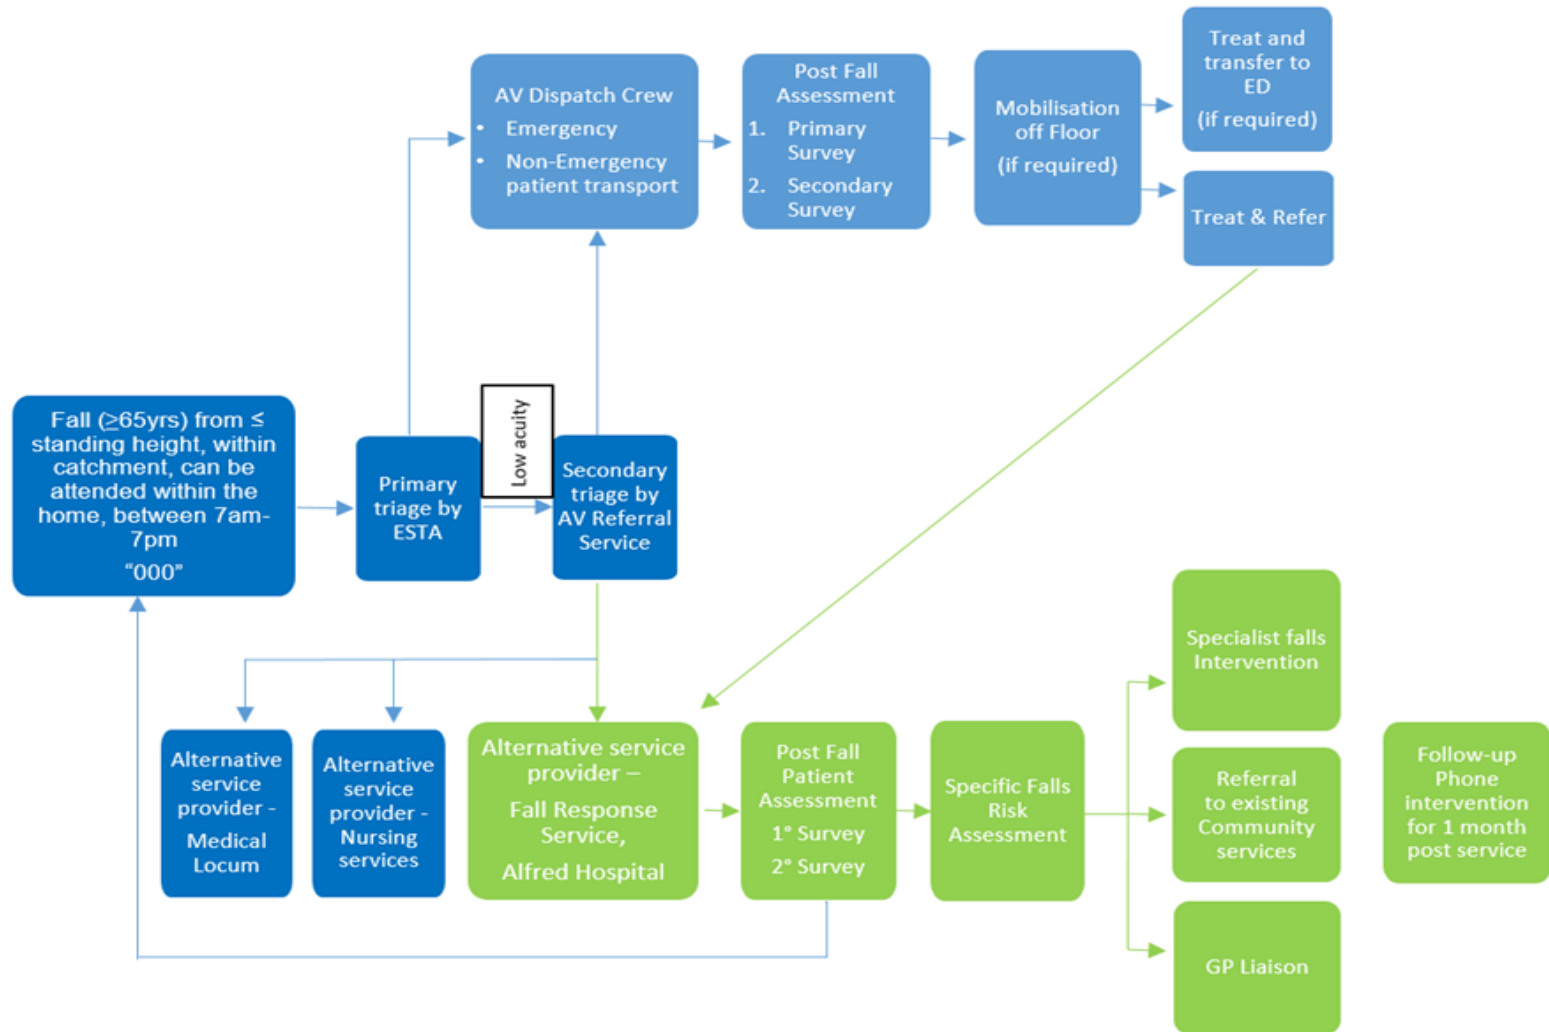 AV Dispatch Crew
• Emergency
• Non-Emergency
patient transport
Post Fall
Assessment
1. Primary
Survey
2. Secondary
Survey
Mobilisation
off Floor
(if required)
Treat and
transfer to
ED
(if required)
Treat & Refer
Fall (≥65yrs) from ≤
standing height, within
catchment, can be
attended within the
home, between 7am-
7pm
“000”
Primary
triage by
ESTA
Low acuity
Secondary
triage by
AV Referral
Service
Alternative
service
provider -
Medical
Locum
Alternative
service
provider -
Nursing
services
Alternative service
provider –
Fall Response
Service,
Alfred Hospital
Post Fall
Patient
Assessment
1° Survey
2° Survey
Specific Falls
Risk
Assessment
Specialist falls
Intervention
Referral
to existing
Community
services
GP Liaison
Follow-up
Phone
intervention
for 1 month
post service